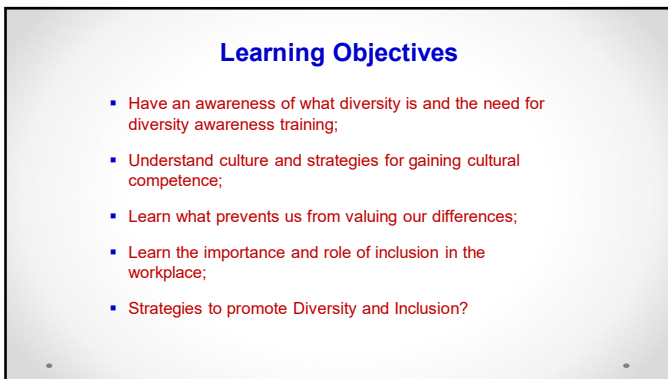 Learning Objectives
▪ Have an awareness of what diversity is and the need for
diversity awareness training;
▪ Understand culture and strategies for gaining cultural
competence;
▪ Learn what prevents us from valuing our differences;
▪ Learn the importance and role of inclusion in the
workplace;
▪ Strategies to promote Diversity and Inclusion?